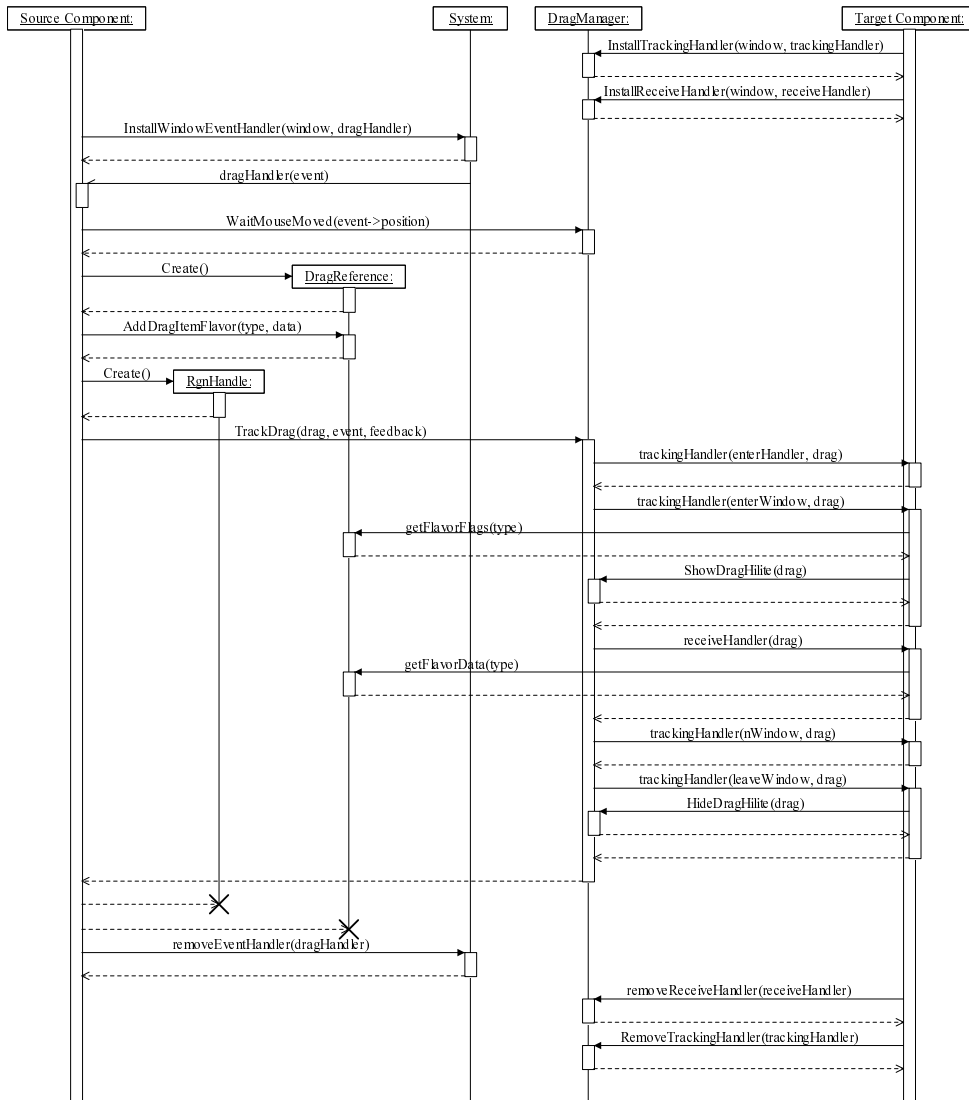 Source Component:
System:
DragManager:
Target Component:
InstallTrackingHandler(window, trackingHandler)
InstallReceiveHandler(window, receiveHandler)
InstallWindowEventHandler(window, dragHandler)
dragHandler(event)
WaitMouseMoved(event->position)
Create()
DragReference:
AddDragItemFlavor(type, data)
Create()
RgnHandle:
TrackDrag(drag, event, feedback)
trackingHandler(enterHandler, drag)
trackingHandler(enterWindow, drag)
getFlavorFlags(type)
ShowDragHilite(drag)
receiveHandler(drag)
getFlavorData(type)
trackingHandler(nWindow, drag)
trackingHandler(leaveWindow, drag)
HideDragHilite(drag)
removeEventHandler(dragHandler)
removeReceiveHandler(receiveHandler)
RemoveTrackingHandler(trackingHandler)